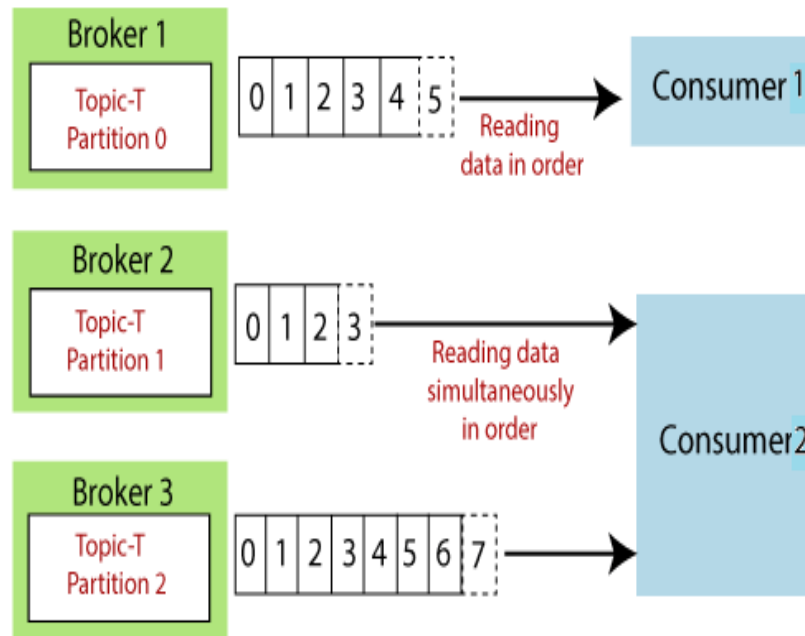 Broker 1
Topic-T
Partition 0
0 1 2 3 4 5
Reading
data in order
Consumer 1
Broker 2
Topic-T
Partition 1
0 1 2 3
Reading data
simultaneously
in order
Consumer 2
Broker 3
Topic-T
Partition 2
0 1 2 3 4 5 6 7